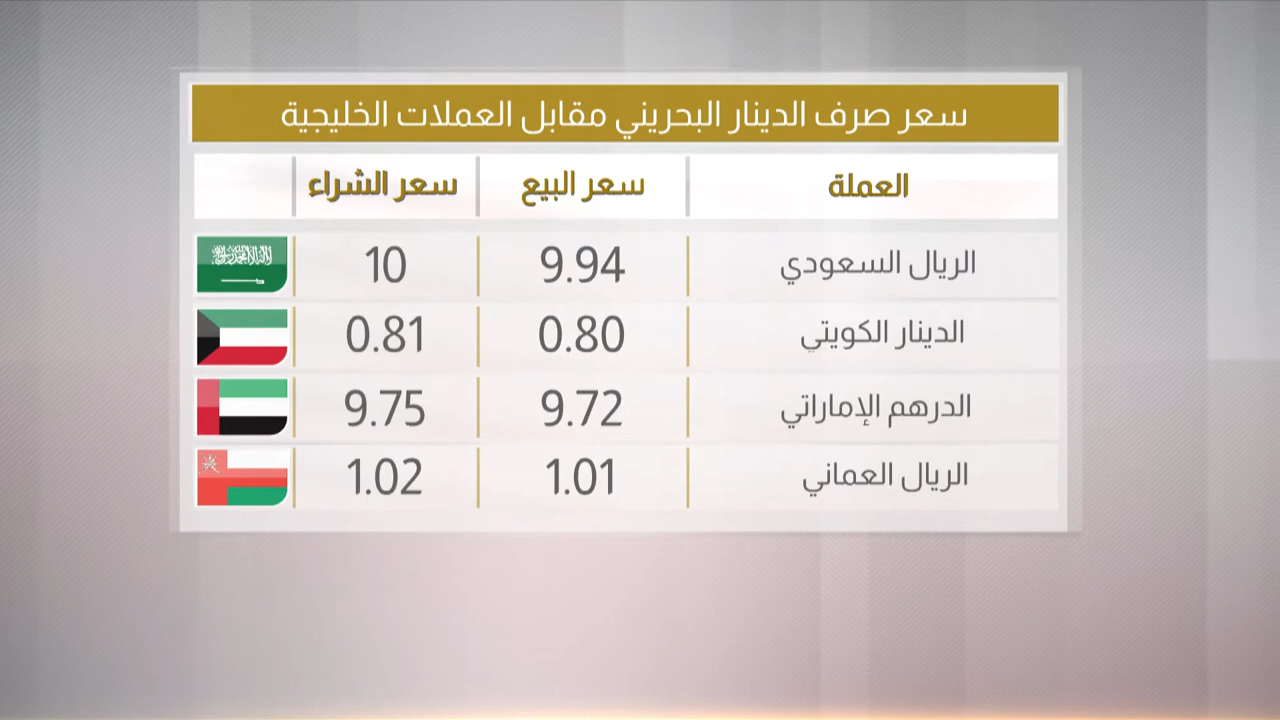 سعر صرف الدينار البحريني مقابل العملات الخليجية
العملة سعر البيع سعر الشراء
الريال السعودي 9.94 10
الدينار الكويتي 0.80 0.81
الدرهم الإماراتي 9.72 9.75
الريال العماني 1.01 1.02